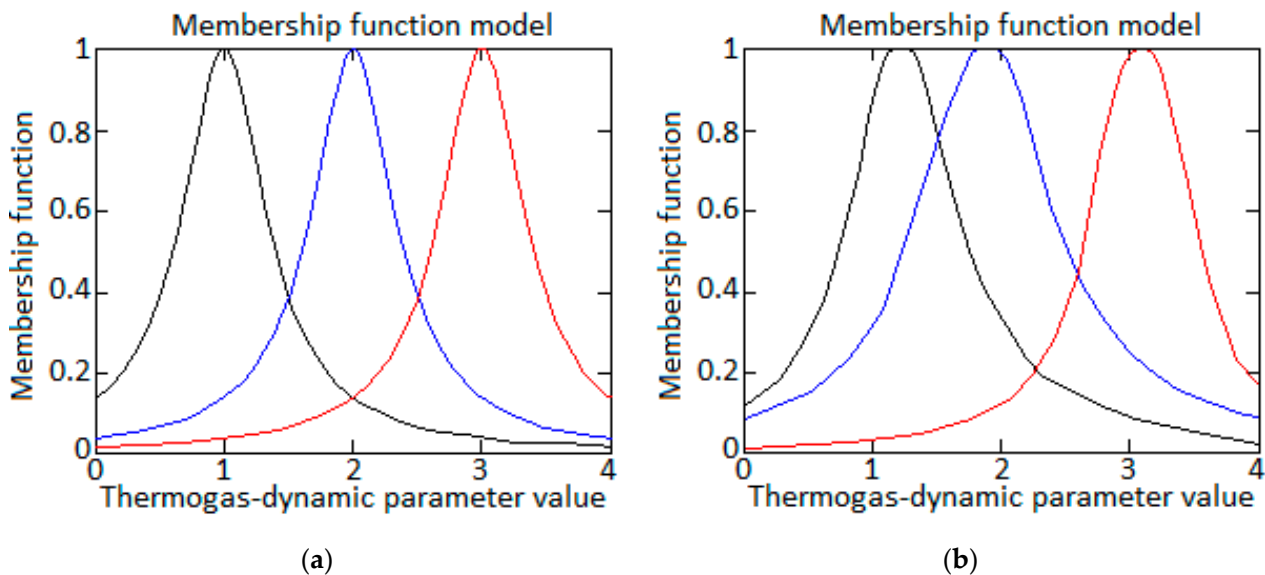 Membership function model
Membership function
1
0.8
0.6
0.4
0.2
0
0 1 2 3 4
Thermogas-dynamic parameter value
(a)
Membership function model
Membership function
1
0.8
0.6
0.4
0.2
0
0 1 2 3 4
Thermogas-dynamic parameter value
(b)